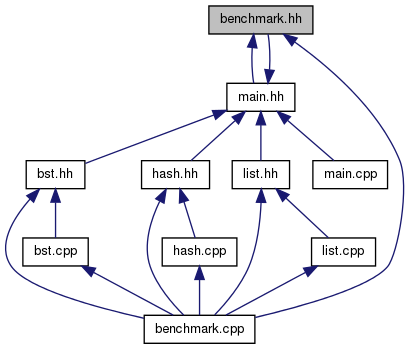 benchmark.hh
main.hh
bst.hh
hash.hh
list.hh
main.cpp
bst.cpp
hash.cpp
list.cpp
benchmark.cpp